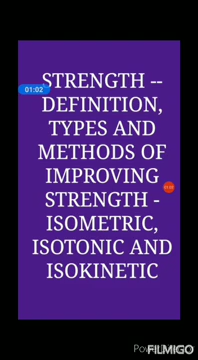 STRENGTH --
01:02
DEFINITION,
TYPES AND
METHODS OF
IMPROVING
STRENGTH -
ISOMETRIC,
ISOTONIC AND
ISOKINETIC
FILMIGO